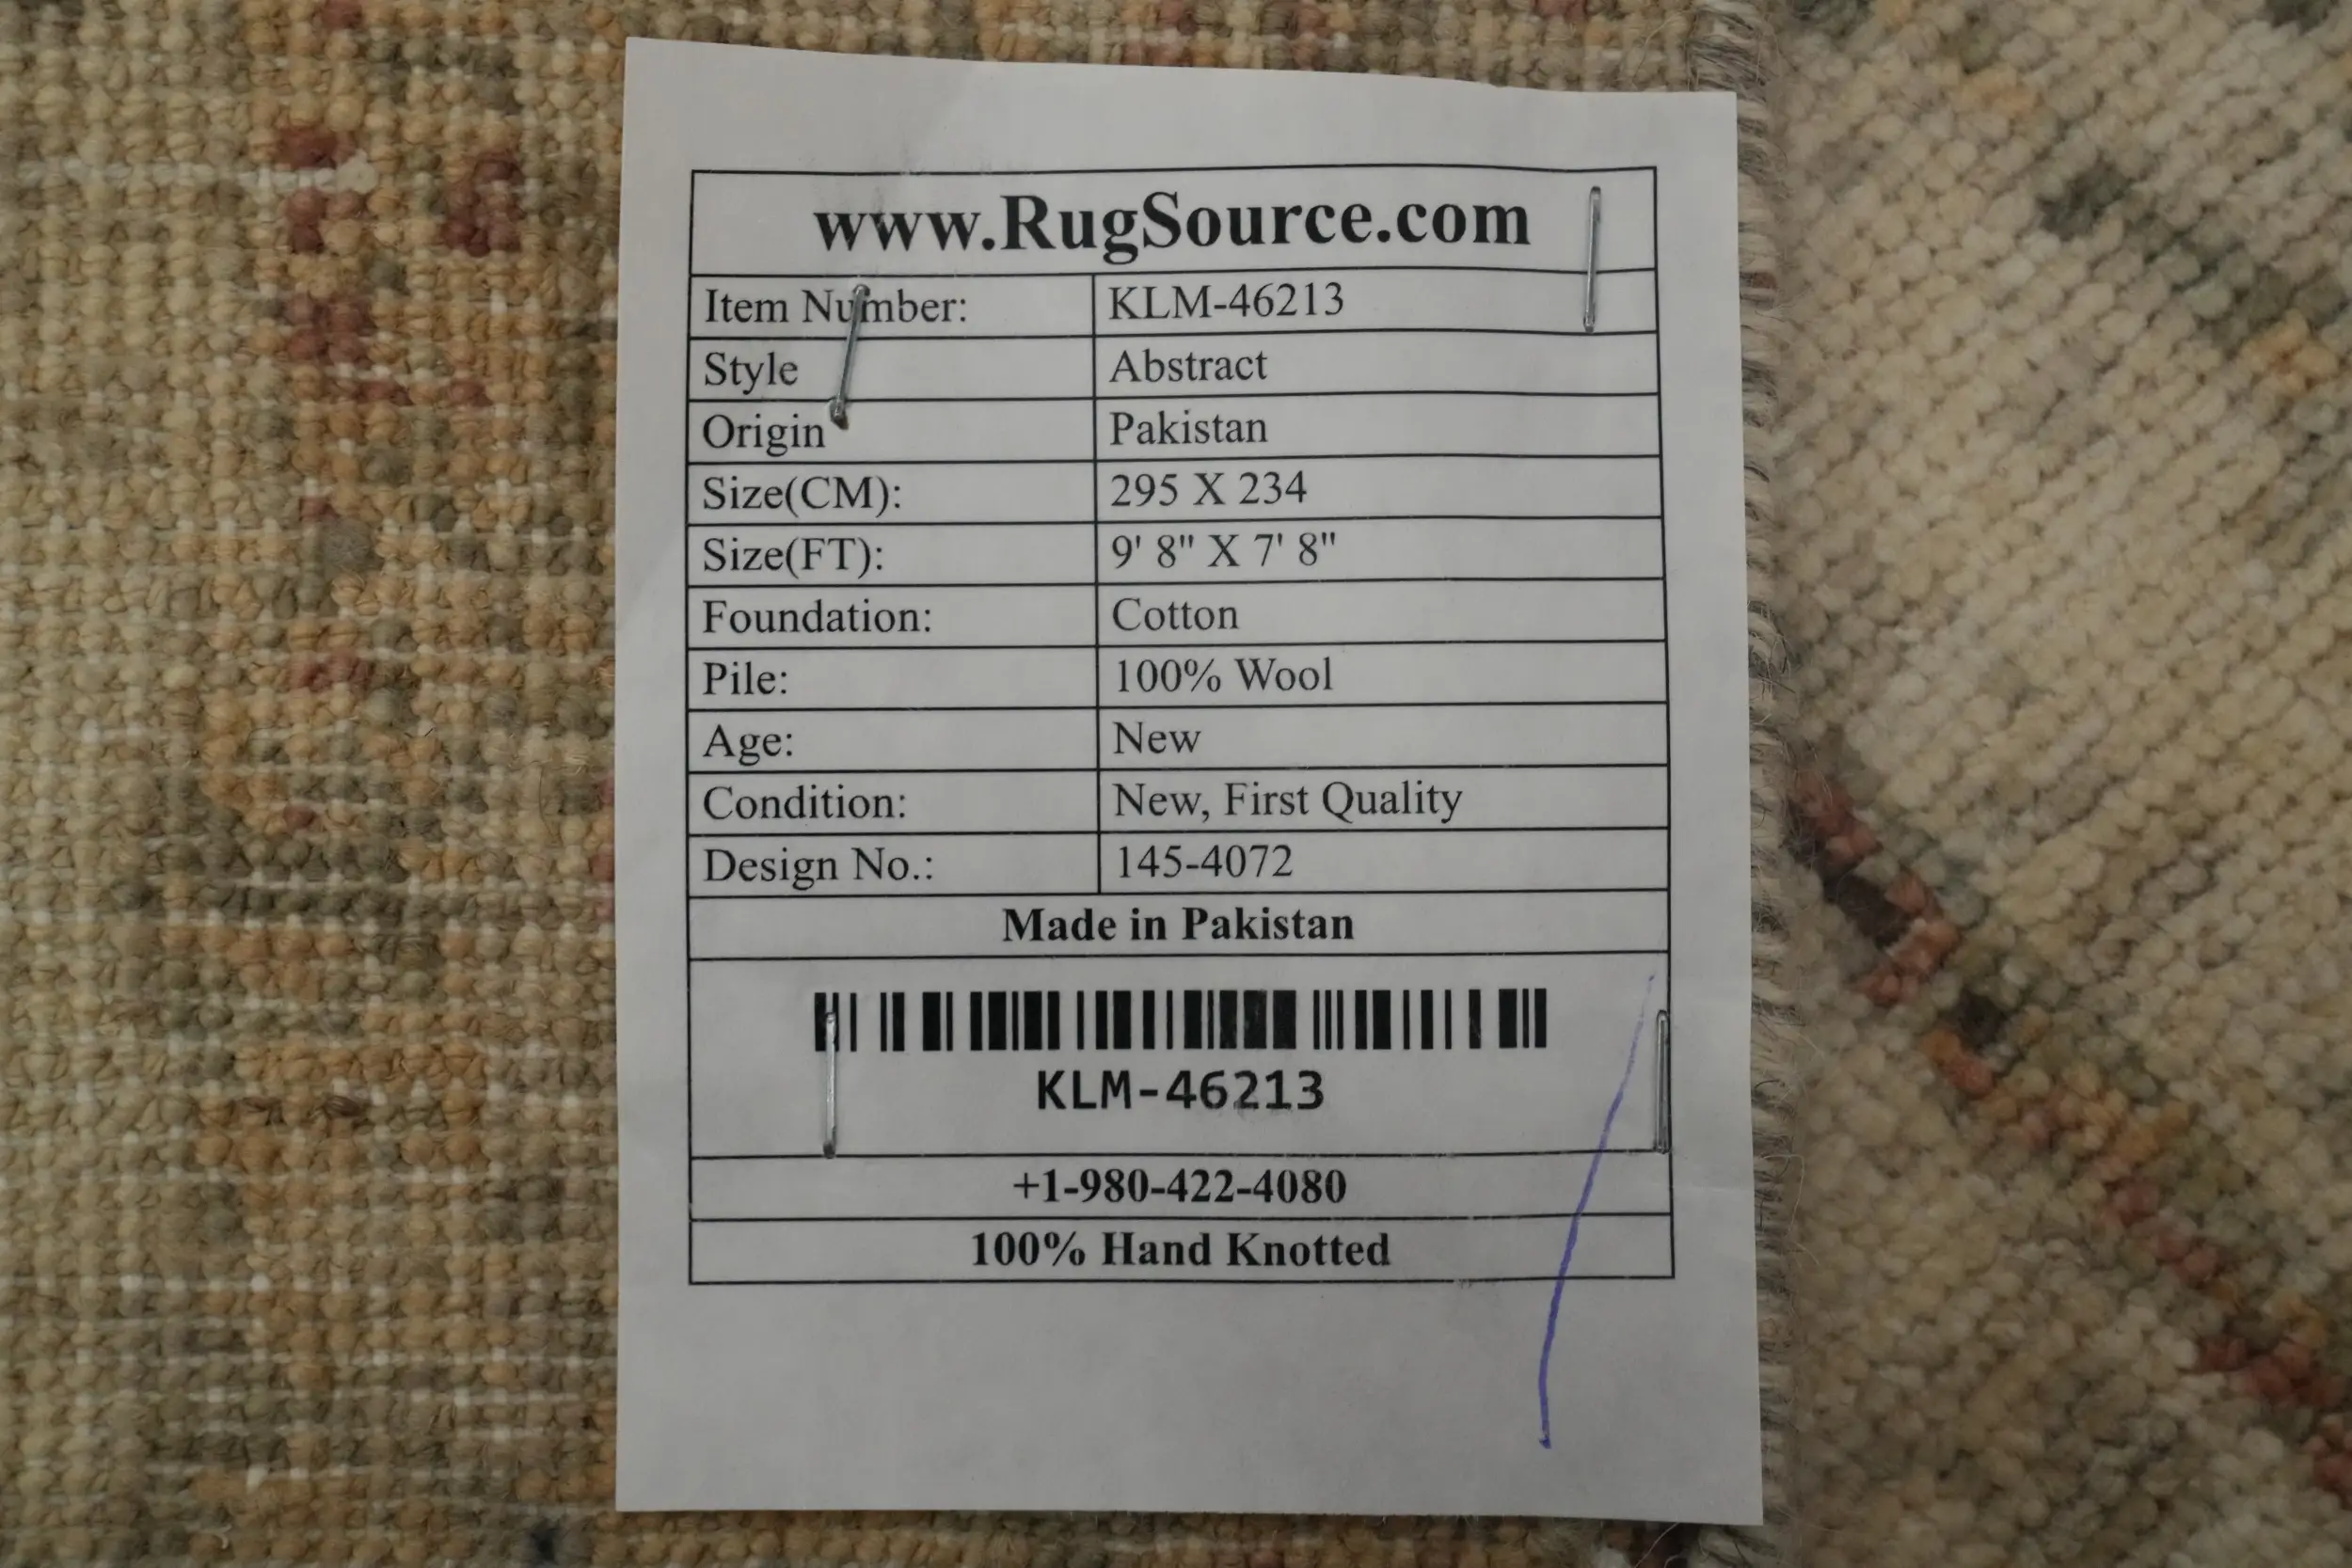 www.RugSource.com
Item Number: KLM-46213
Style Abstract
Origin Pakistan
Size(CM): 295 X 234
Size(FT): 9' 8" X 7' 8"
Foundation: Cotton
Pile: 100% Wool
Age: New
Condition: New, First Quality
Design No.: 145-4072
Made in Pakistan
KLM-46213
+1-980-422-4080
100% Hand Knotted